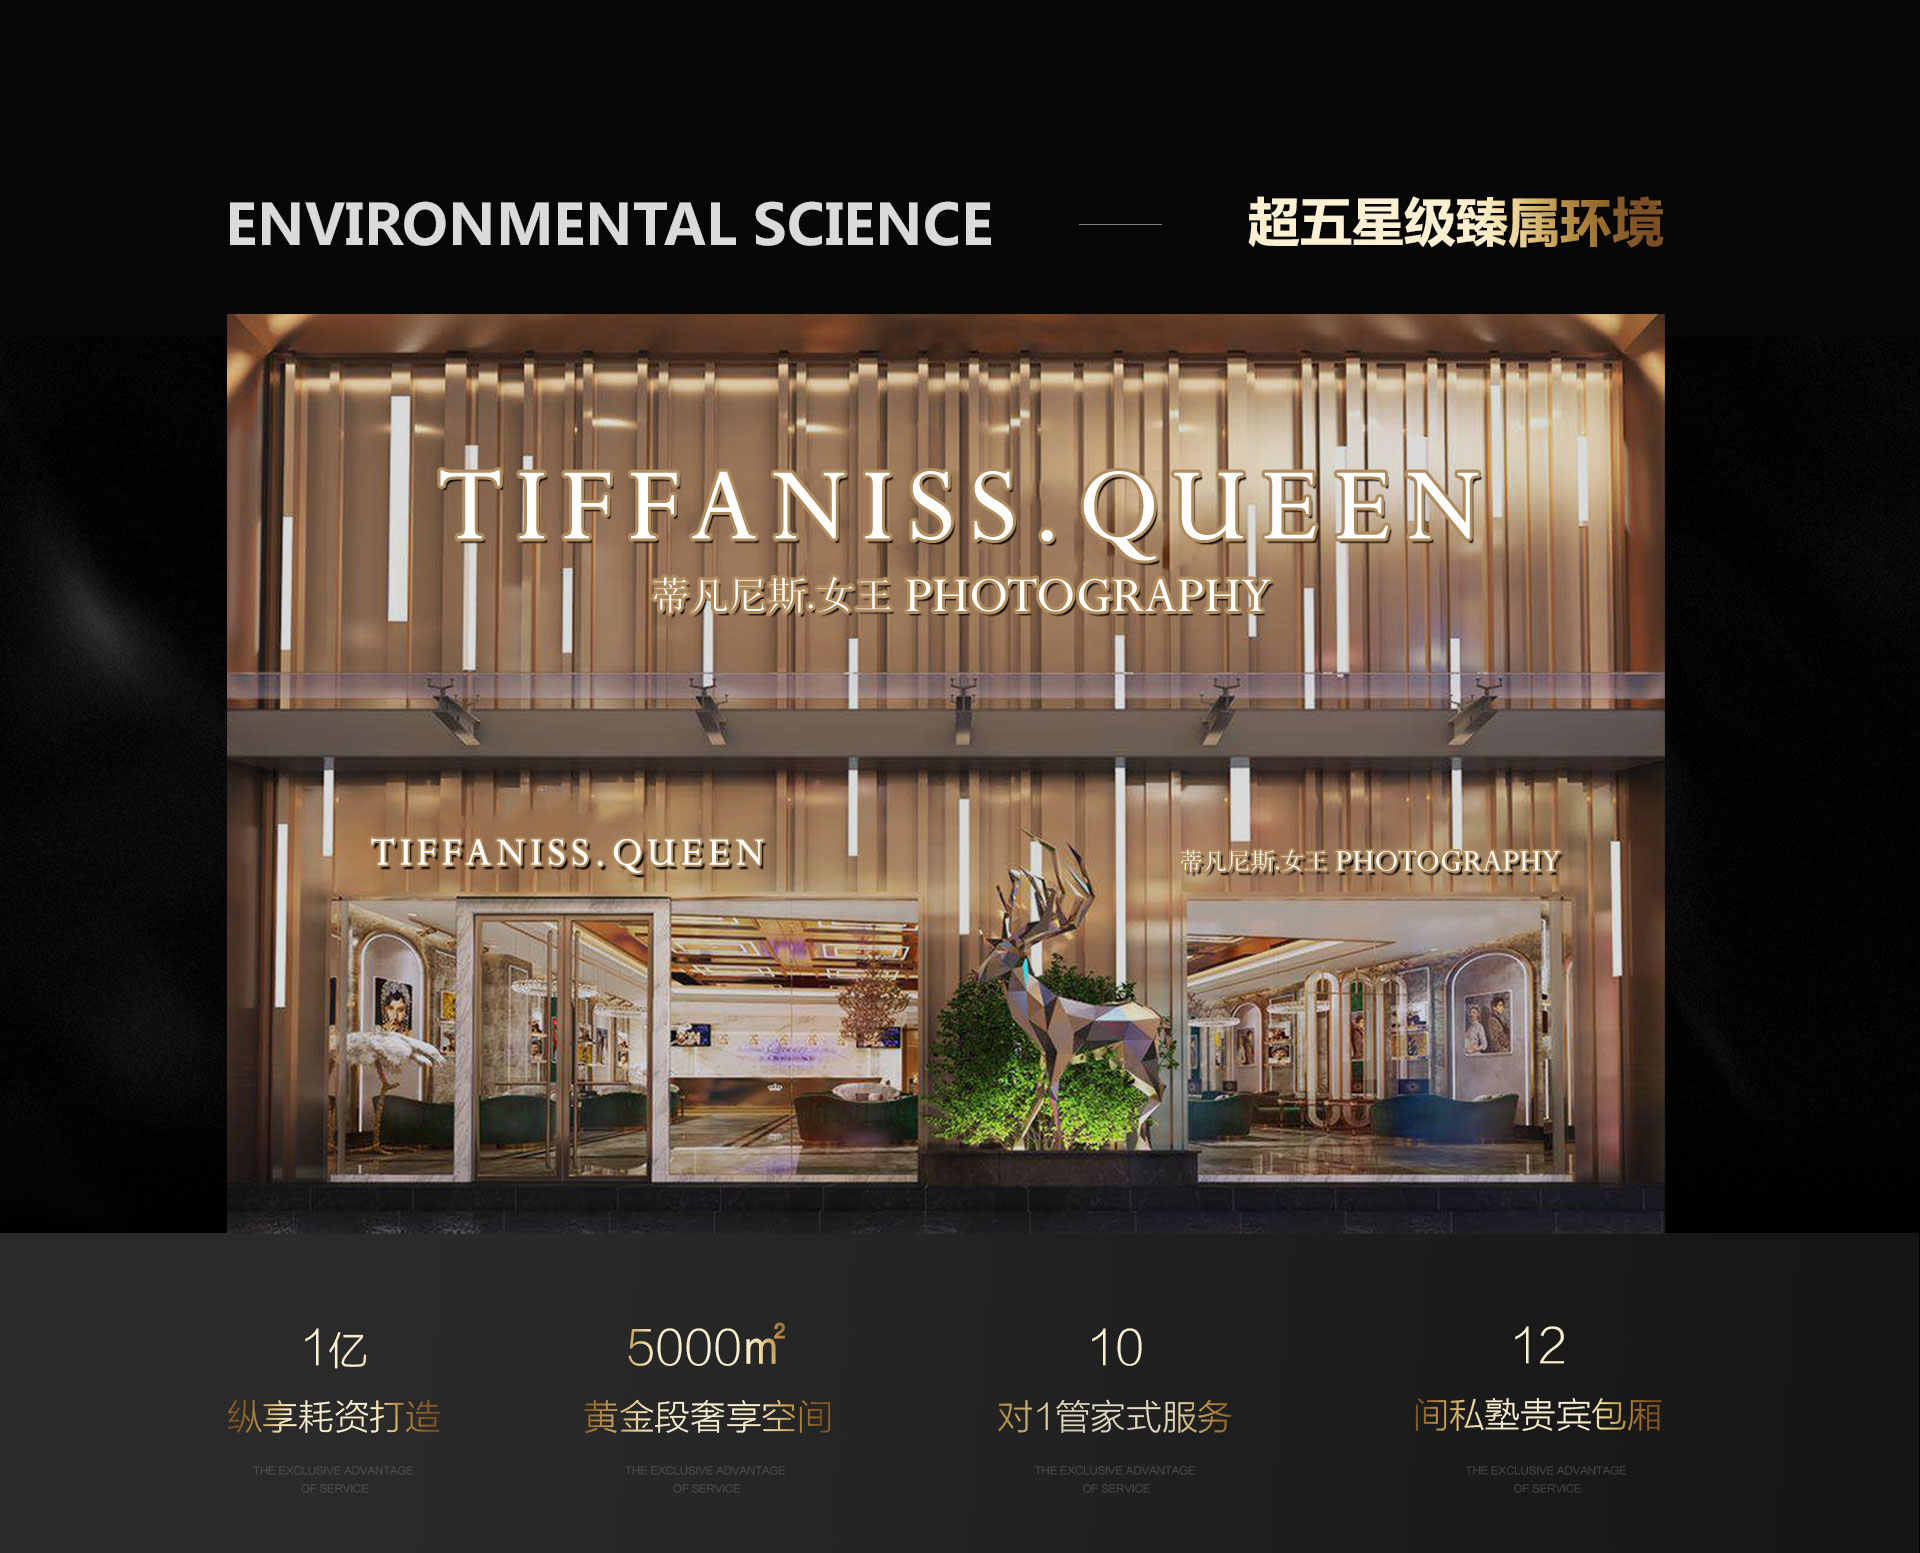 ENVIRONMENTAL SCIENCE
超五星级臻属环境
TIFFANISS.QUEEN
蒂凡尼斯.女王 PHOTOGRAPHY
TIFFANISS.QUEEN
蒂凡尼斯.女王 PHOTOGRAPHY
1亿
纵享耗资打造
THE EXCLUSIVE ADVANTAGE
OF SERVICE
5000㎡
黄金段奢享空间
THE EXCLUSIVE ADVANTAGE
OF SERVICE
10
对1管家式服务
THE EXCLUSIVE ADVANTAGE
OF SERVICE
12
间私塾贵宾包厢
THE EXCLUSIVE ADVANTAGE
OF SERVICE